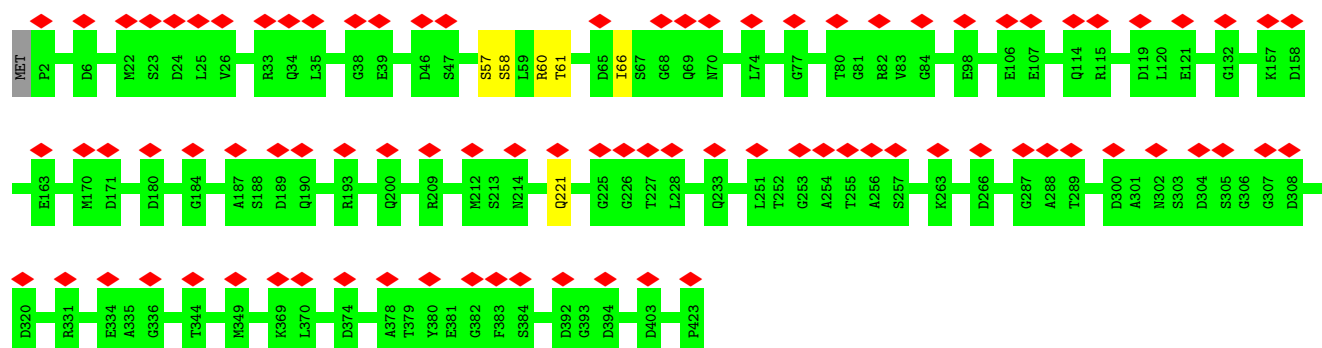 MET P2 D6 M22 S23 D24 L25 V26 R33 Q34 L35 G38 E39 D46 S47 S57 S58 L59 R60 T61 D65 I66 S67 G68 Q69 N70 L74 G77 T80 G81 R82 V83 G84 E98 E106 E107 Q114 R115 D119 L120 E121 G132 K157 D158
E163 M170 D171 D180 G184 A187 S188 D189 Q190 R193 Q200 R209 M212 S213 N214 Q221 G225 G226 T227 L228 Q233 L251 T252 G253 A254 T255 A256 S257 K263 D266 G287 A288 T289 D300 A301 N302 S303 D304 S305 G306 G307 D308
D320 R331 E334 A335 G336 T344 M349 K369 L370 D374 A378 T379 Y380 E381 G382 F383 S384 D392 G393 D394 D403 P423